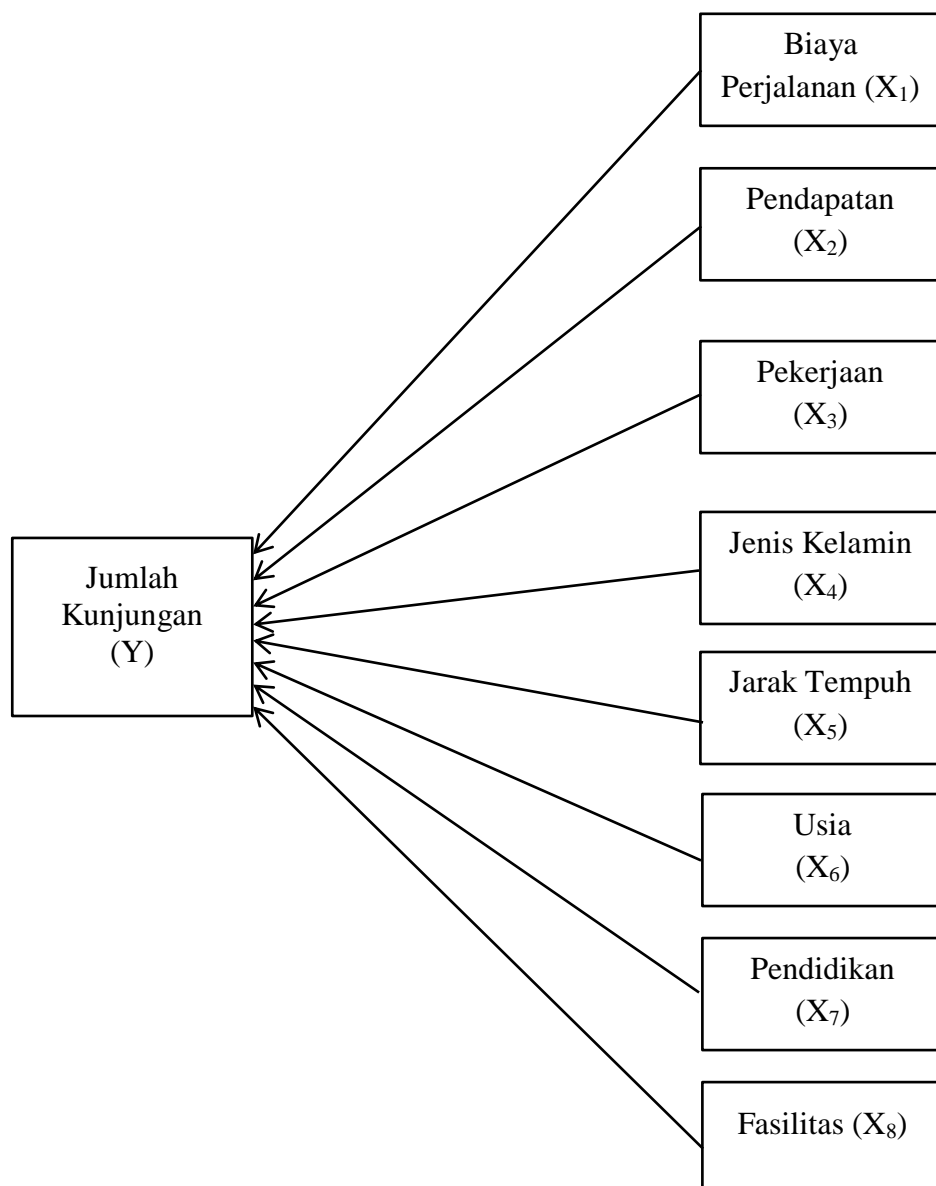 Biaya
Perjalanan (X₁)
Pendapatan
(X₂)
Pekerjaan
(X₃)
Jenis Kelamin
(X₄)
Jumlah
Kunjungan
(Y)
Jarak Tempuh
(X₅)
Usia
(X₆)
Pendidikan
(X₇)
Fasilitas (X₈)